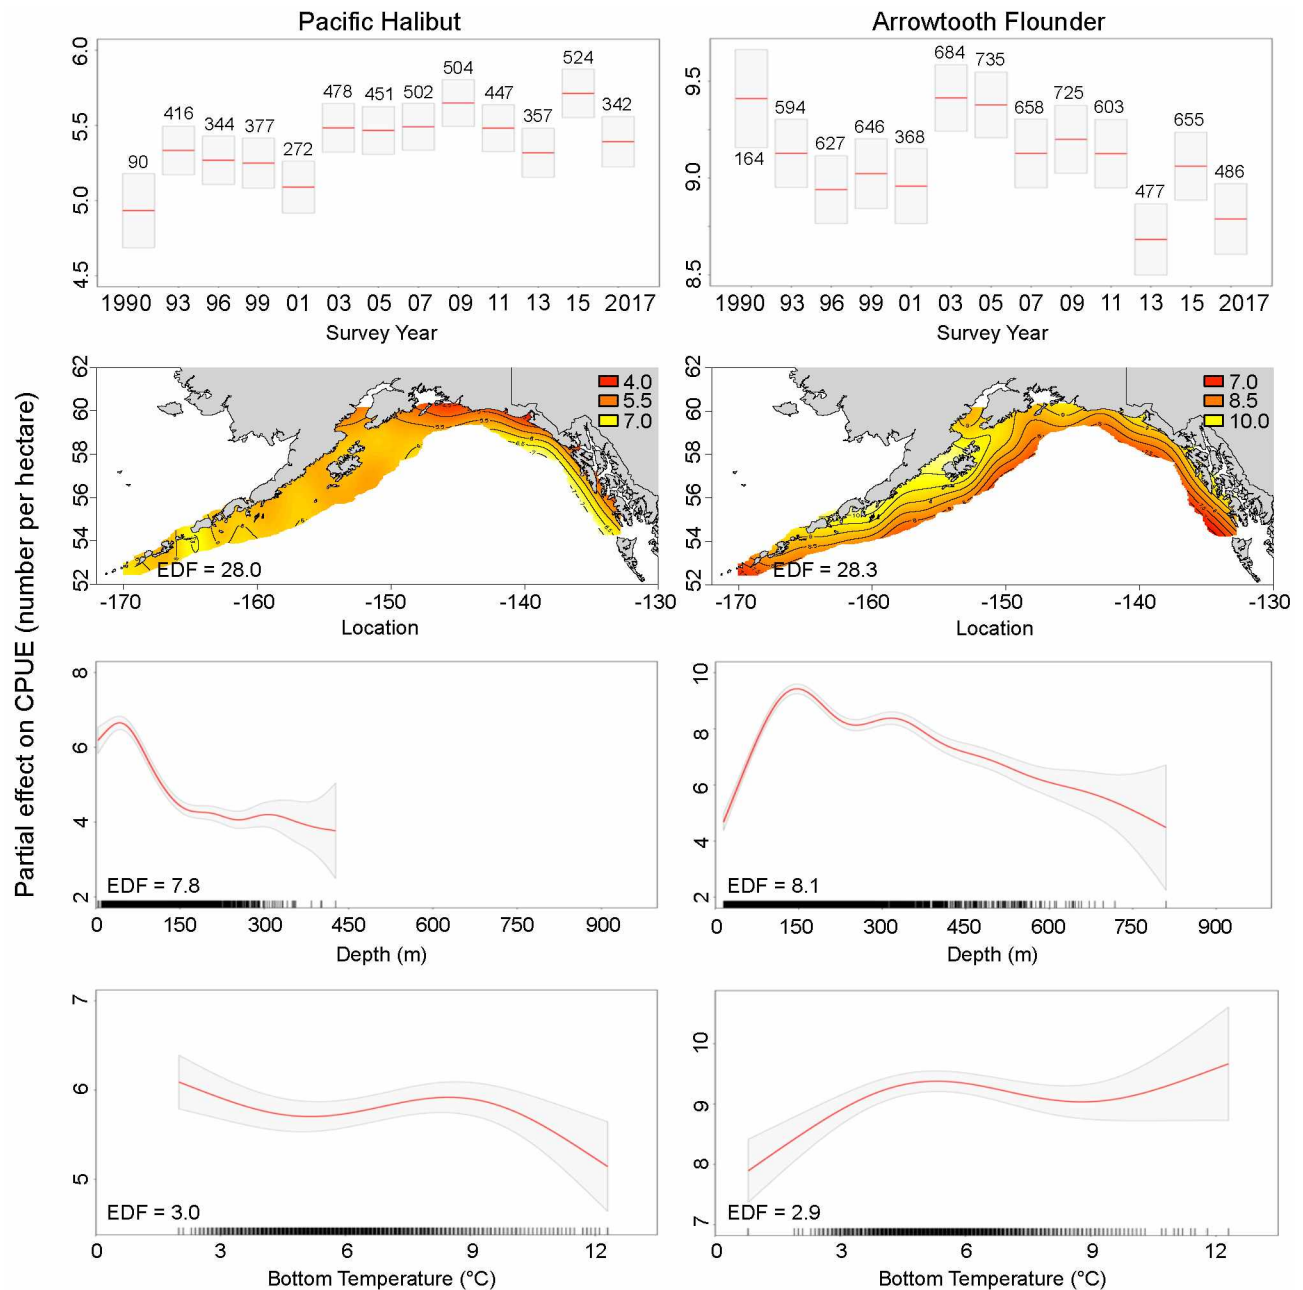 Pacific Halibut
Arrowtooth Flounder
Partial effect on CPUE (number per hectare)
6.0
5.5
5.0
4.5
90
416
344
377
272
478
451
502
504
447
357
524
342
1990 93 96 99 01 03 05 07 09 11 13 15 2017
Survey Year
9.5
9.0
8.5
164
594
627
646
368
684
735
658
725
603
477
655
486
1990 93 96 99 01 03 05 07 09 11 13 15 2017
Survey Year
62
60
58
56
54
52
4.0
5.5
7.0
EDF = 28.0
-170 -160 -150 -140 -130
Location
62
60
58
56
54
52
7.0
8.5
10.0
EDF = 28.3
-170 -160 -150 -140 -130
Location
8
6
4
2
EDF = 7.8
0 150 300 450 600 750 900
Depth (m)
10
8
6
4
2
EDF = 8.1
0 150 300 450 600 750 900
Depth (m)
7
6
5
EDF = 3.0
0 3 6 9 12
Bottom Temperature (°C)
10
9
8
7
EDF = 2.9
0 3 6 9 12
Bottom Temperature (°C)